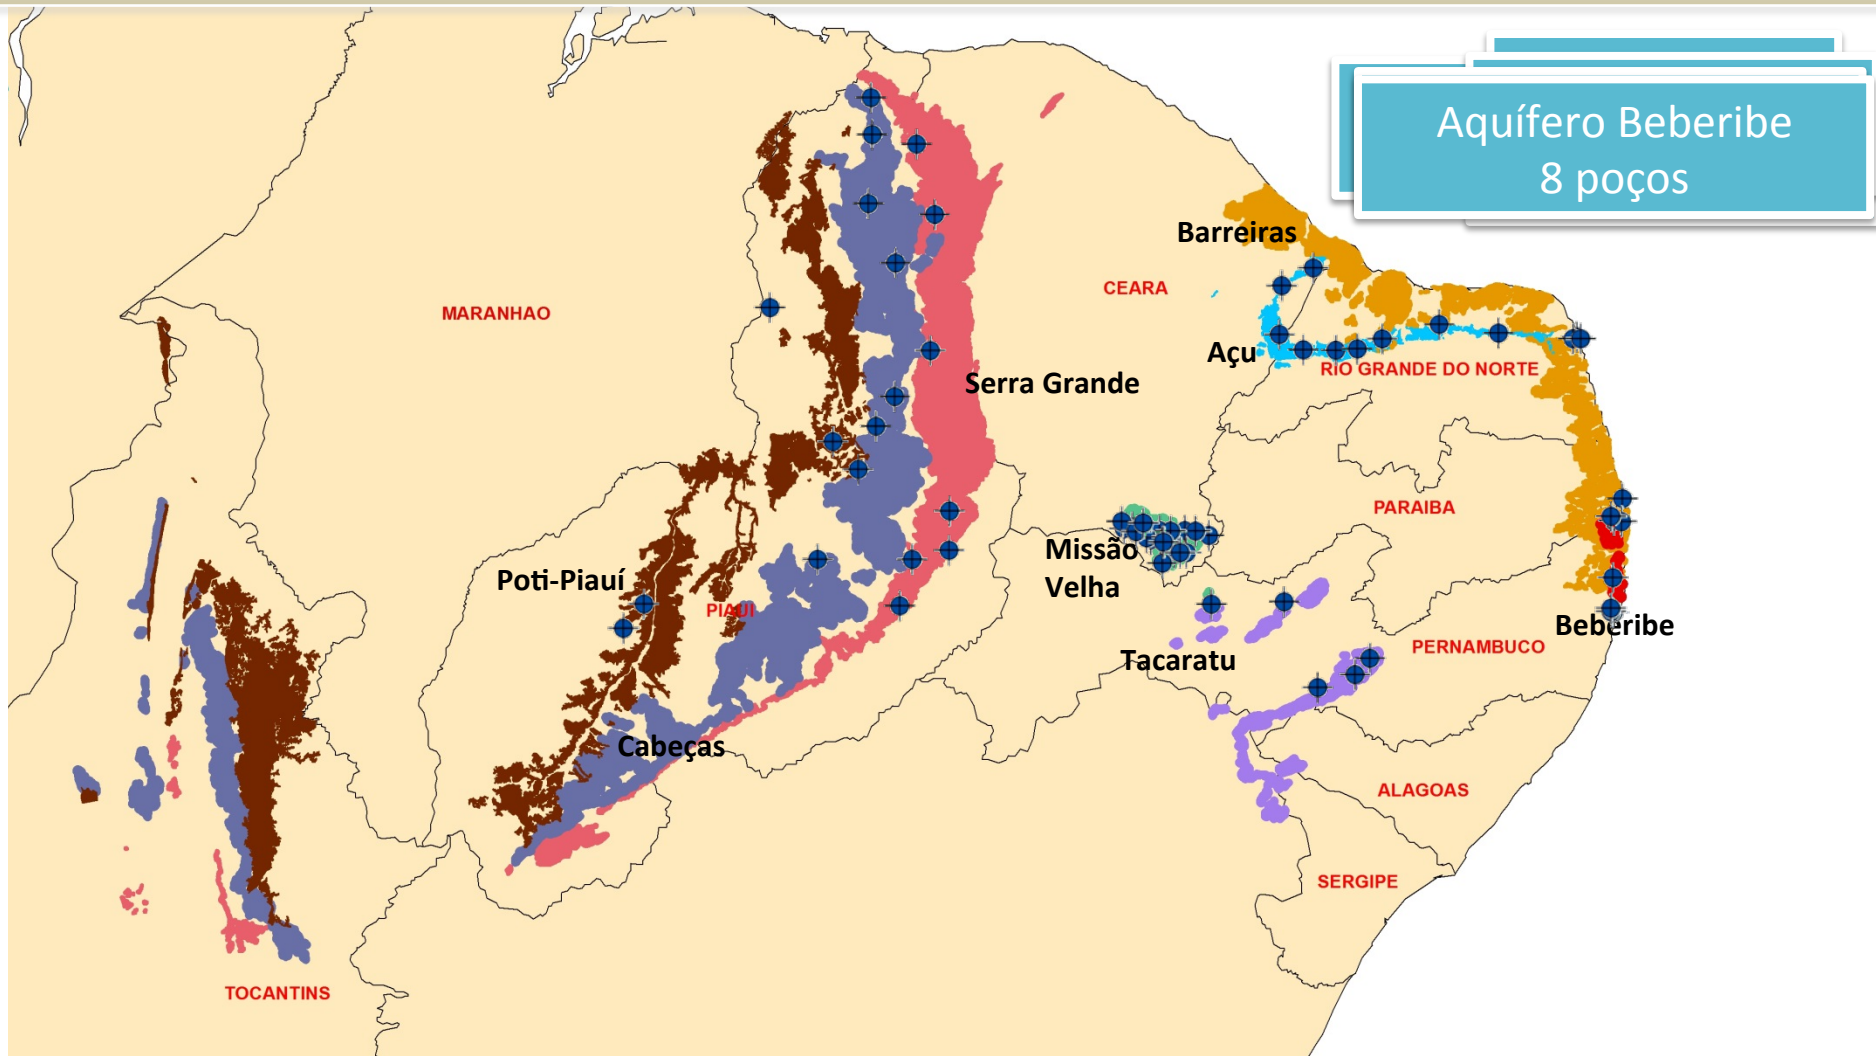 Aquífero Beberibe
8 poços
Barreiras
CEARA
MARANHAO
Açu
RIO GRANDE DO NORTE
Serra Grande
PARAIBA
Missão
Velha
Poti-Piauí
PIAUI
Beberibe
PERNAMBUCO
Tacaratu
Cabeças
ALAGOAS
SERGIPE
TOCANTINS